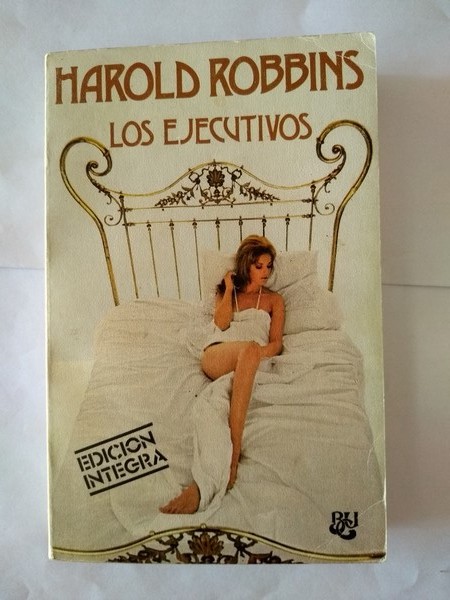 HAROLD ROBBINS
LOS EJECUTIVOS
EDICION
INTEGRA